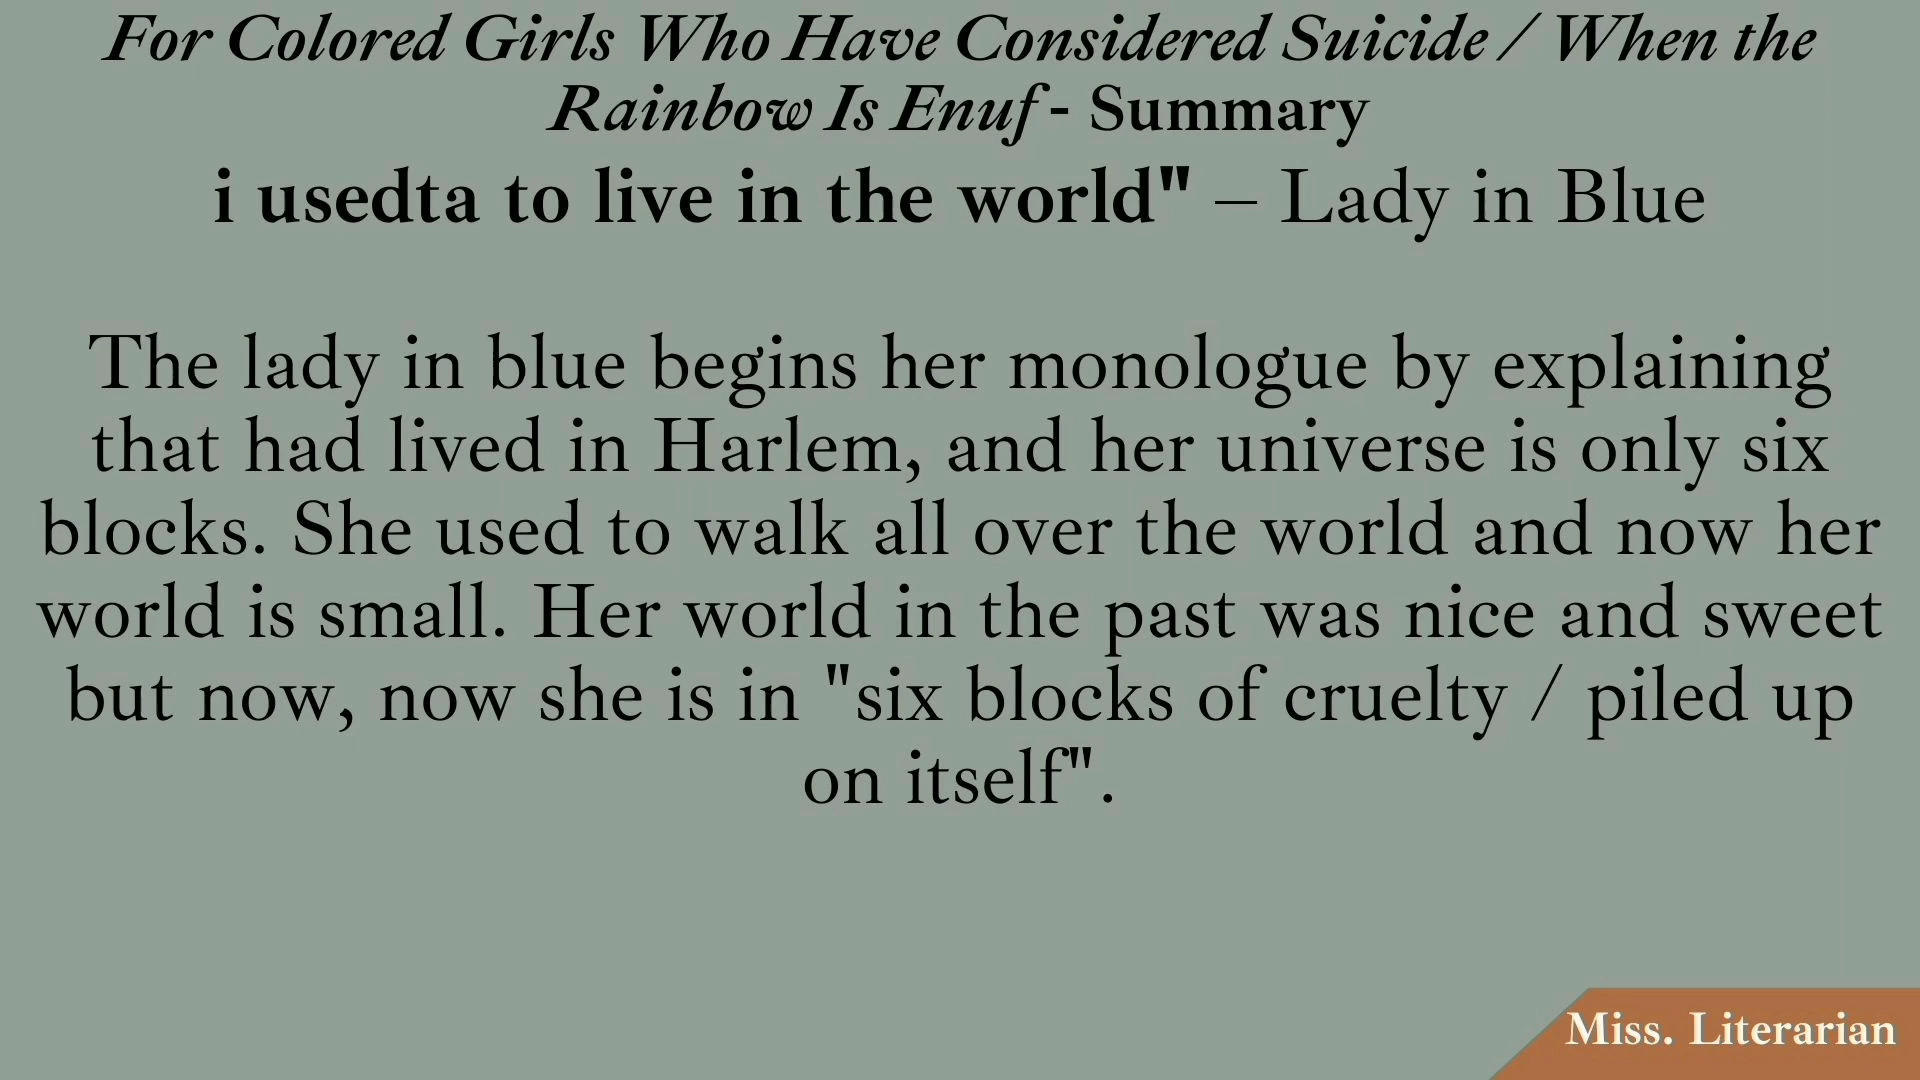 For Colored Girls Who Have Considered Suicide / When the
Rainbow Is Enuf - Summary
i usedta to live in the world" – Lady in Blue
The lady in blue begins her monologue by explaining
that had lived in Harlem, and her universe is only six
blocks. She used to walk all over the world and now her
world is small. Her world in the past was nice and sweet
but now, now she is in "six blocks of cruelty / piled up
on itself".
Miss. Literarian